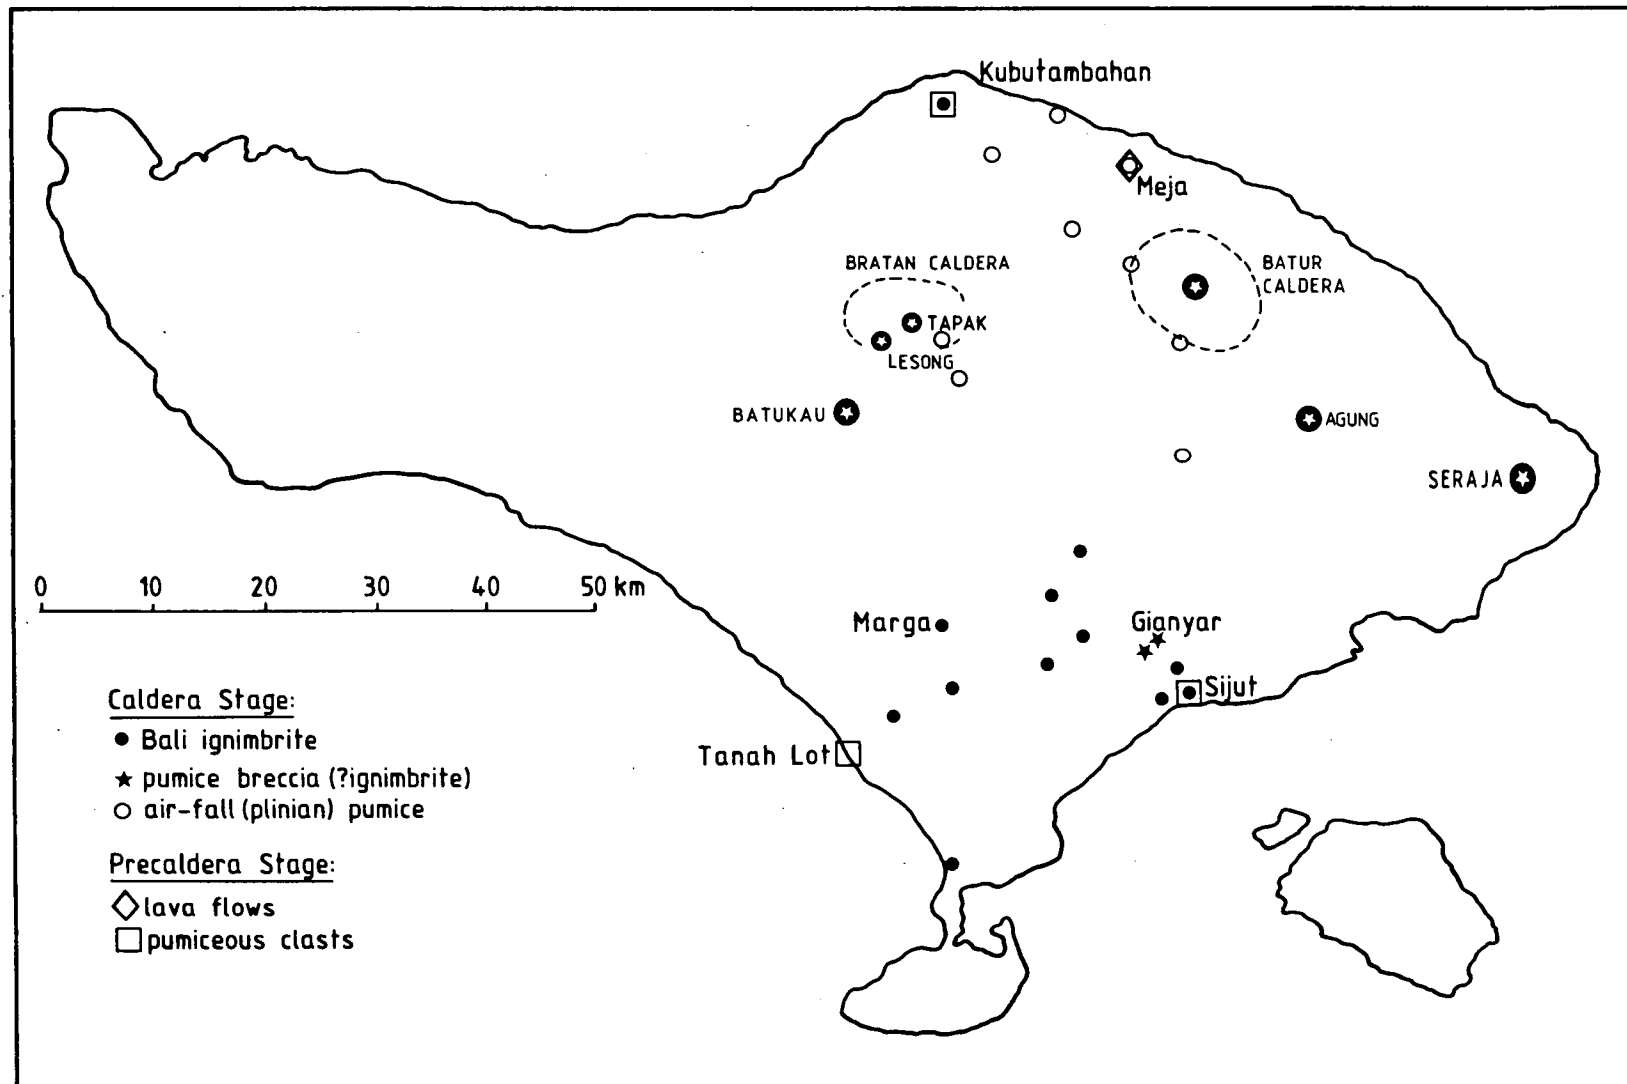 Kubutambahan
Meja
BRATAN CALDERA
BATUR
CALDERA
TAPAK
LESONG
BATUKAU
AGUNG
SERAJA
0 10 20 30 40 50 km
Marga
Gianyar
Sijut
Tanah Lot
Caldera Stage:
Bali ignimbrite
pumice breccia (?ignimbrite)
air-fall (plinian) pumice
Precaldera Stage:
lava flows
pumiceous clasts